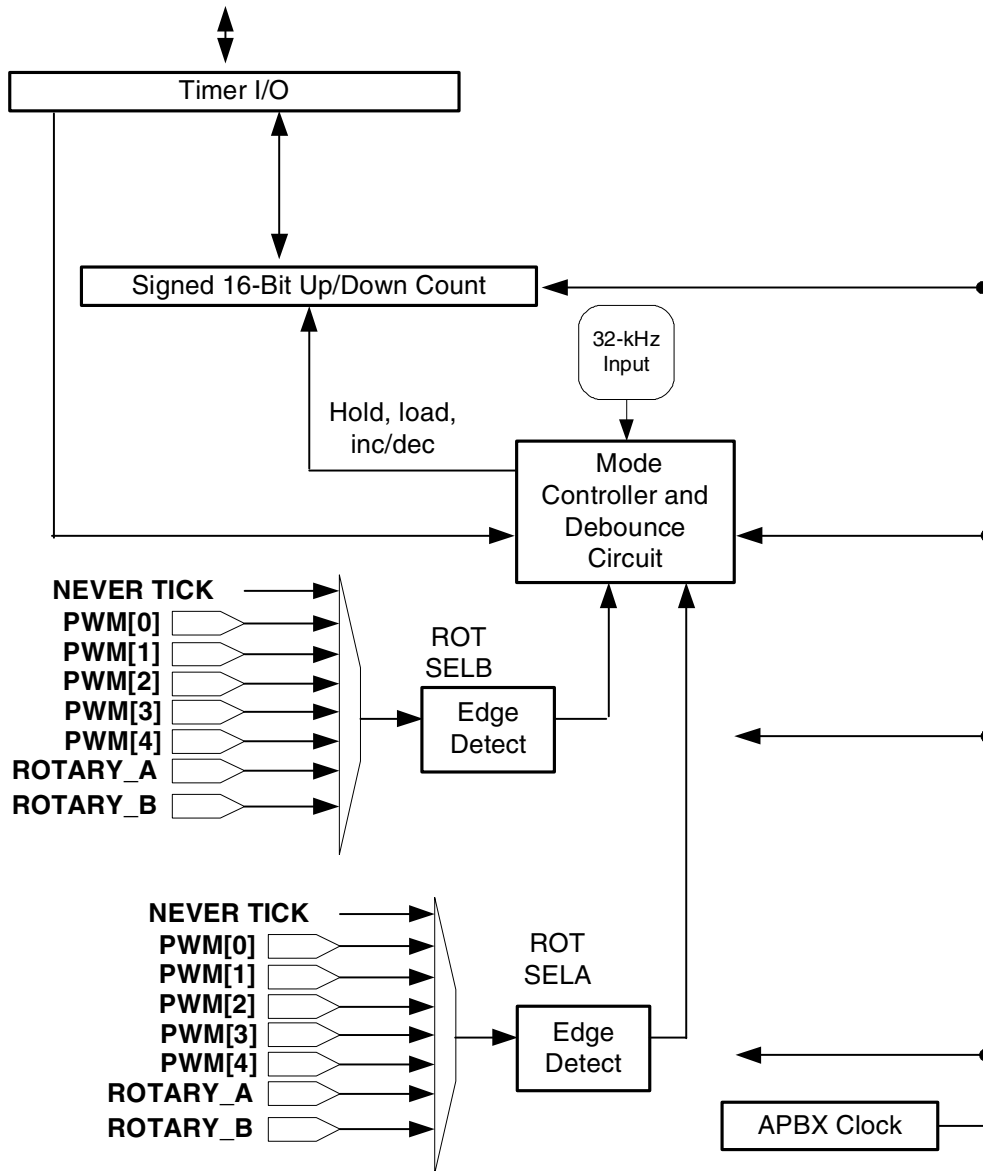 Timer I/O
Signed 16-Bit Up/Down Count
32-kHz
Input
Hold, load,
inc/dec
Mode
Controller and
Debounce
Circuit
NEVER TICK
PWM[0]
PWM[1]
PWM[2]
PWM[3]
PWM[4]
ROTARY_A
ROTARY_B
ROT
SELB
Edge
Detect
NEVER TICK
PWM[0]
PWM[1]
PWM[2]
PWM[3]
PWM[4]
ROTARY_A
ROTARY_B
ROT
SELA
Edge
Detect
APBX Clock